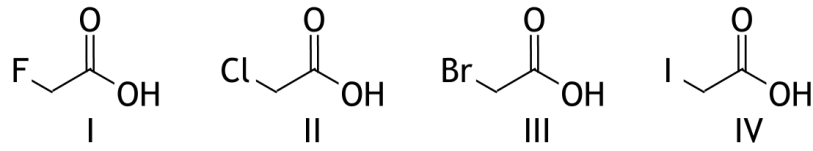 O O O O
F Cl Br I
OH OH OH OH
I II III IV